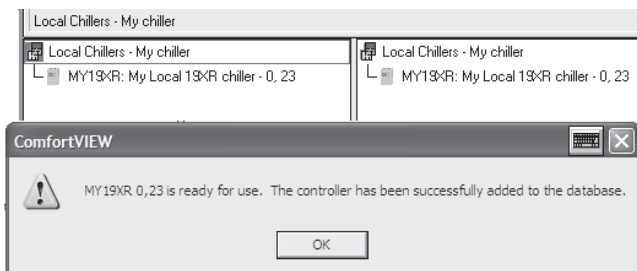 Local Chillers - My chiller
Local Chillers - My chiller
MY19XR: My Local 19XR chiller - 0, 23
Local Chillers - My chiller
MY19XR: My Local 19XR chiller - 0, 23
ComfortVIEW
MY19XR 0,23 is ready for use. The controller has been successfully added to the database.
OK